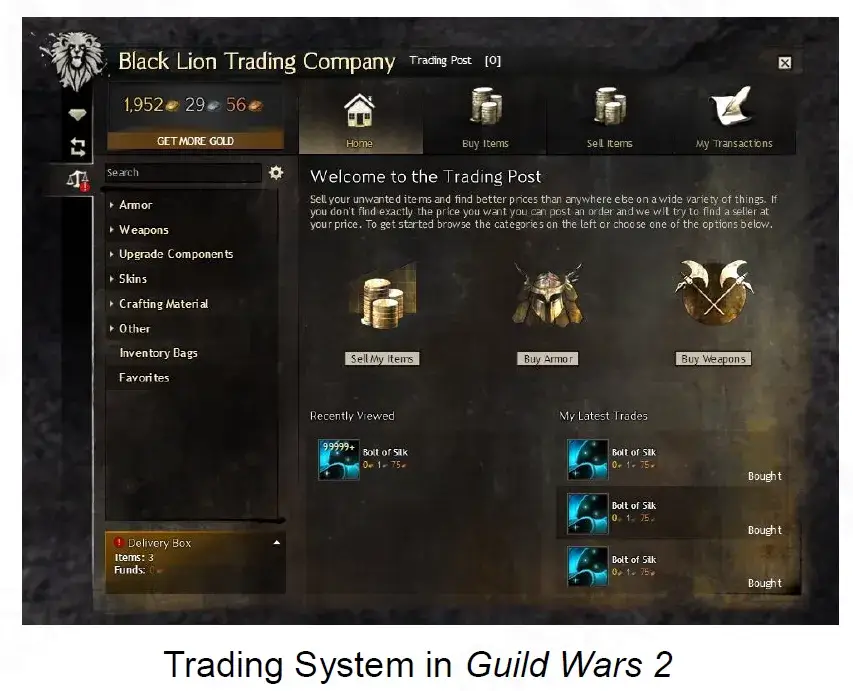 Black Lion Trading Company Trading Post [0]
1,952 29 56
GET MORE GOLD
Home
Buy Items
Sell Items
My Transactions
Search
Armor
Weapons
Upgrade Components
Skins
Crafting Material
Other
Inventory Bags
Favorites
Delivery Box
Items: 3
Funds: 0
Welcome to the Trading Post
Sell your unwanted items and find better prices than anywhere else on a wide variety of things. If
you don't find exactly the price you want you can post an order and we will try to find a seller at
your price. To get started browse the categories on the left or choose one of the options below.
Sell My Items
Buy Armor
Buy Weapons
Recently Viewed
99999+
Bolt of Silk
0 1 75
My Latest Trades
Bolt of Silk
0 1 75
Bought
Bolt of Silk
0 1 75
Bought
Bolt of Silk
0 1 75
Bought
Trading System in Guild Wars 2